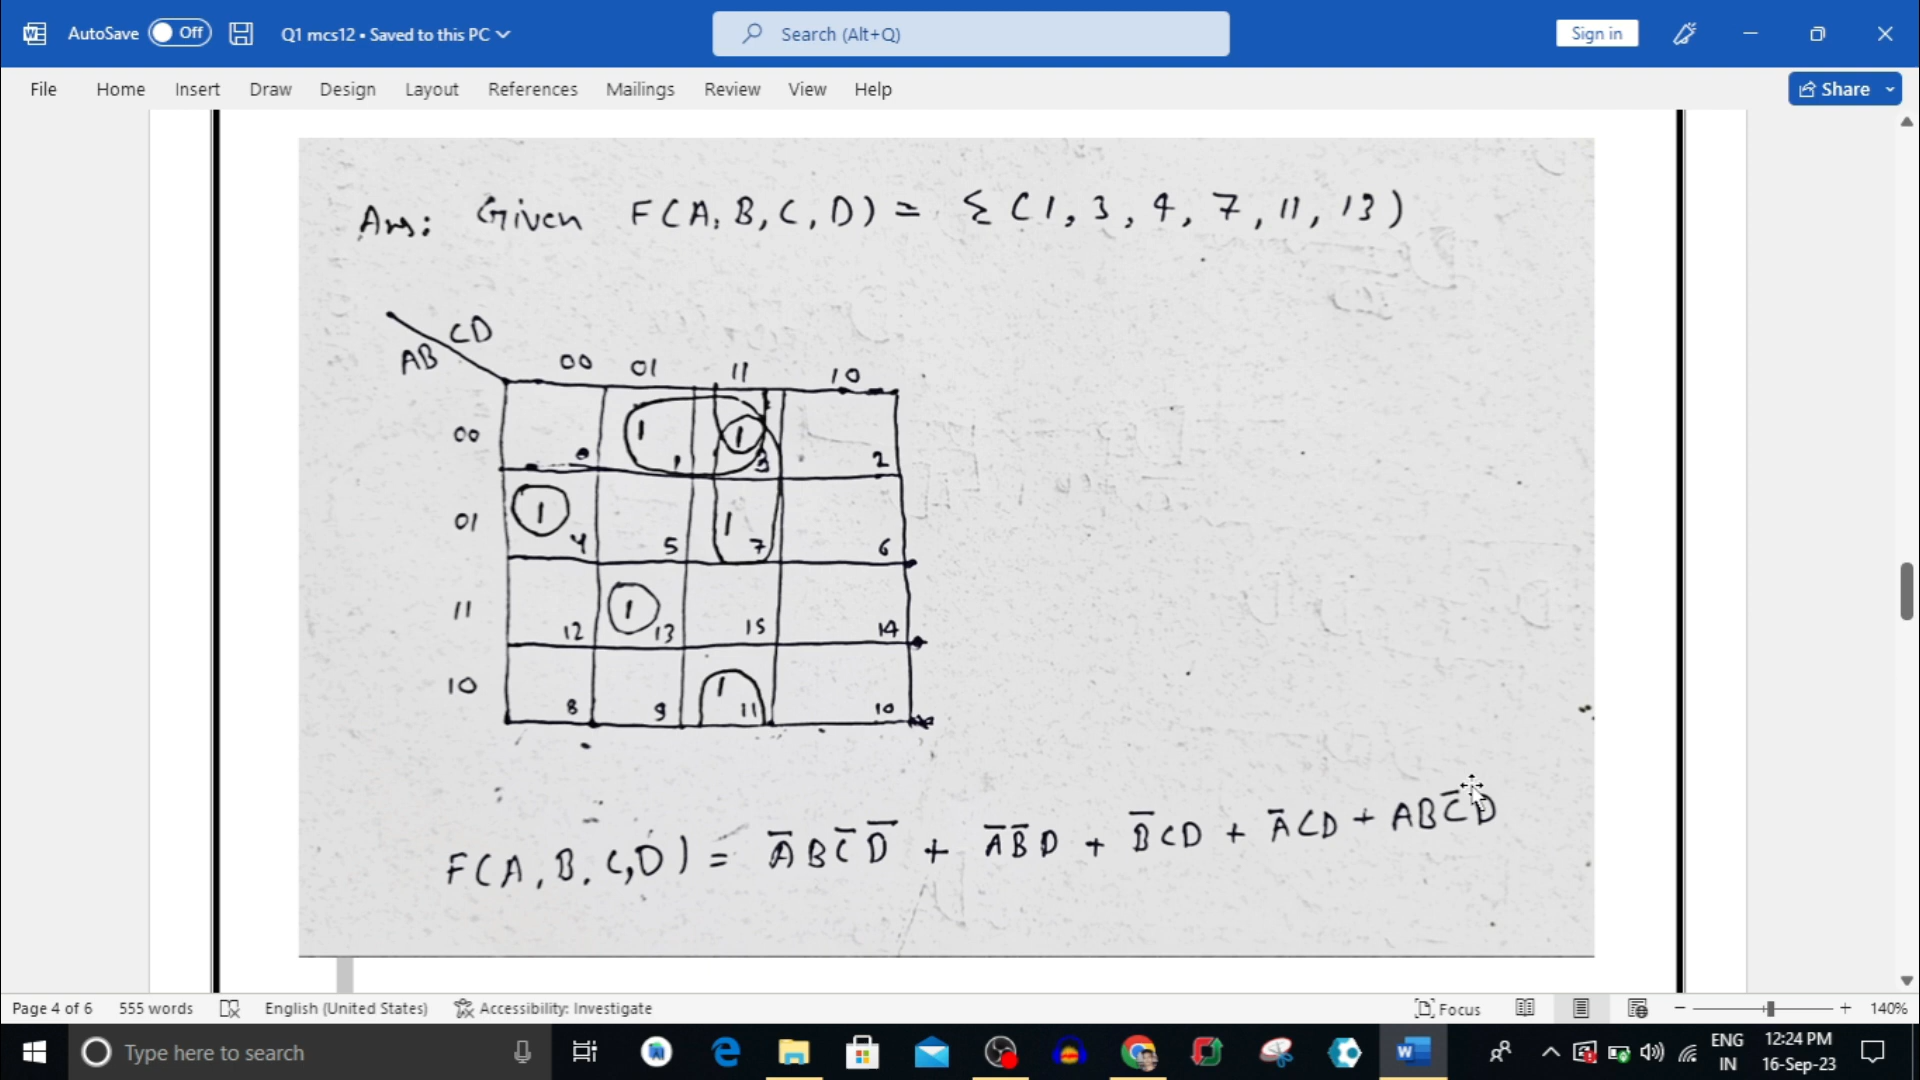 AutoSave Off Q1 mcs12 • Saved to this PC Search (Alt+Q) Sign in
File Home Insert Draw Design Layout References Mailings Review View Help Share
Ans: Given F(A, B, C, D) = Σ (1, 3, 4, 7, 11, 13)
CD
AB
00 01 11 10
00 1 1 1 3 2
01 1 4 5 1 7 6
11 12 1 13 15 14
10 8 9 1 11 10
F(A, B, C, D) = A̅BC̅D̅ + A̅B̅D + B̅CD + A̅CD + ABC̅D
Page 4 of 6 555 words English (United States) Accessibility: Investigate Focus 140%
Type here to search ENG 12:24 PM
IN 16-Sep-23